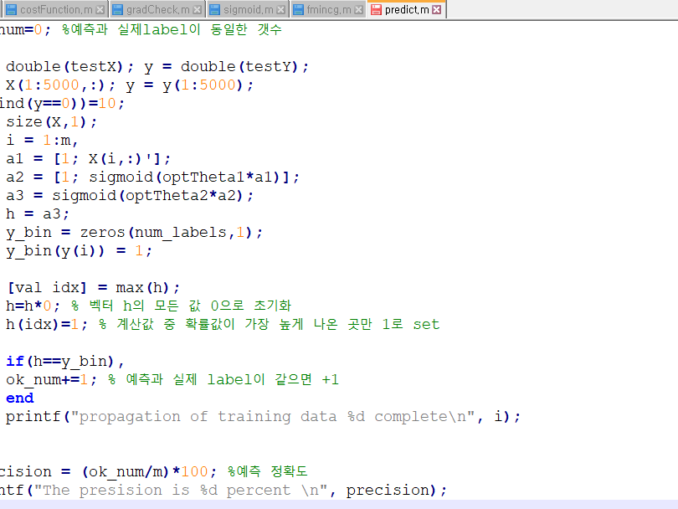 costFunction.m gradCheck.m sigmoid.m fmincg.m predict.m
num=0; %예측과 실제label이 동일한 갯수
double(testX); y = double(testY);
X(1:5000,:); y = y(1:5000);
ind(y==0))=10;
size(X,1);
i = 1:m,
a1 = [1; X(i,:)'];
a2 = [1; sigmoid(optTheta1*a1)];
a3 = sigmoid(optTheta2*a2);
h = a3;
y_bin = zeros(num_labels,1);
y_bin(y(i)) = 1;
[val idx] = max(h);
h=h*0; % 벡터 h의 모든 값 0으로 초기화
h(idx)=1; % 계산값 중 확률값이 가장 높게 나온 곳만 1로 set
if(h==y_bin),
ok_num+=1; % 예측과 실제 label이 같으면 +1
end
printf("propagation of training data %d complete\n", i);
cision = (ok_num/m)*100; %예측 정확도
ntf("The presision is %d percent \n", precision);